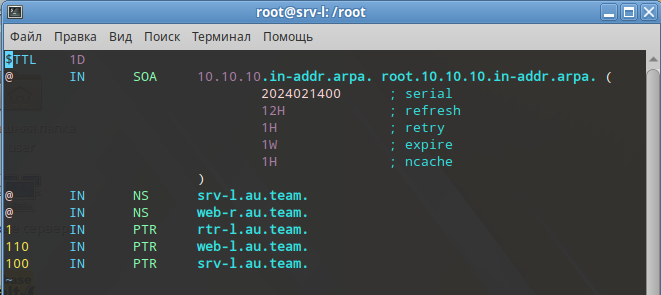 root@srv-l: /root
Файл Правка Вид Поиск Терминал Помощь
$TTL 1D
@ IN SOA 10.10.10.in-addr.arpa. root.10.10.10.in-addr.arpa. (
2024021400 ; serial
12H ; refresh
1H ; retry
1W ; expire
1H ; ncache
)
@ IN NS srv-l.au.team.
@ IN NS web-r.au.team.
1 IN PTR rtr-l.au.team.
110 IN PTR web-l.au.team.
100 IN PTR srv-l.au.team.
~